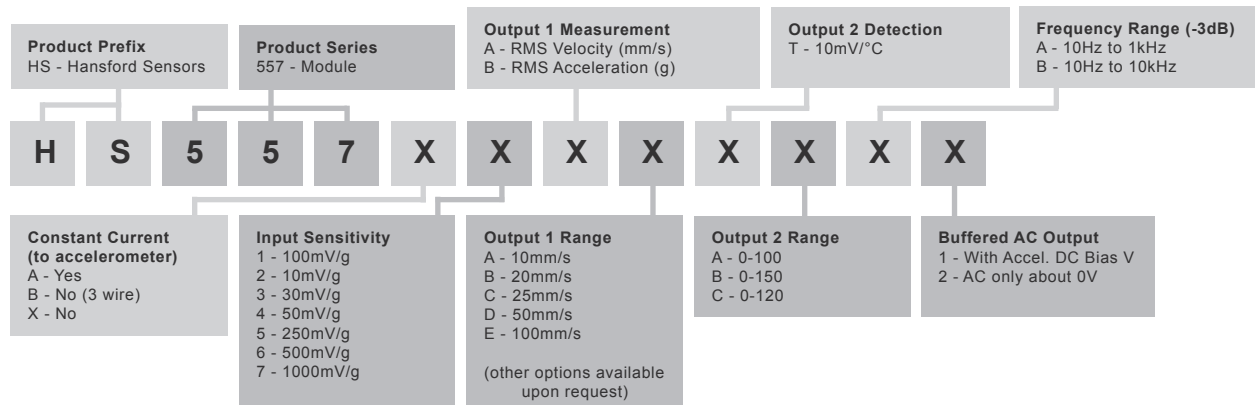 Product Prefix
HS - Hansford Sensors
Product Series
557 - Module
Output 1 Measurement
A - RMS Velocity (mm/s)
B - RMS Acceleration (g)
Output 2 Detection
T - 10mV/°C
Frequency Range (-3dB)
A - 10Hz to 1kHz
B - 10Hz to 10kHz
H S 5 5 7 X X X X X X X X
Constant Current
(to accelerometer)
A - Yes
B - No (3 wire)
X - No
Input Sensitivity
1 - 100mV/g
2 - 10mV/g
3 - 30mV/g
4 - 50mV/g
5 - 250mV/g
6 - 500mV/g
7 - 1000mV/g
Output 1 Range
A - 10mm/s
B - 20mm/s
C - 25mm/s
D - 50mm/s
E - 100mm/s
(other options available
upon request)
Output 2 Range
A - 0-100
B - 0-150
C - 0-120
Buffered AC Output
1 - With Accel. DC Bias V
2 - AC only about 0V